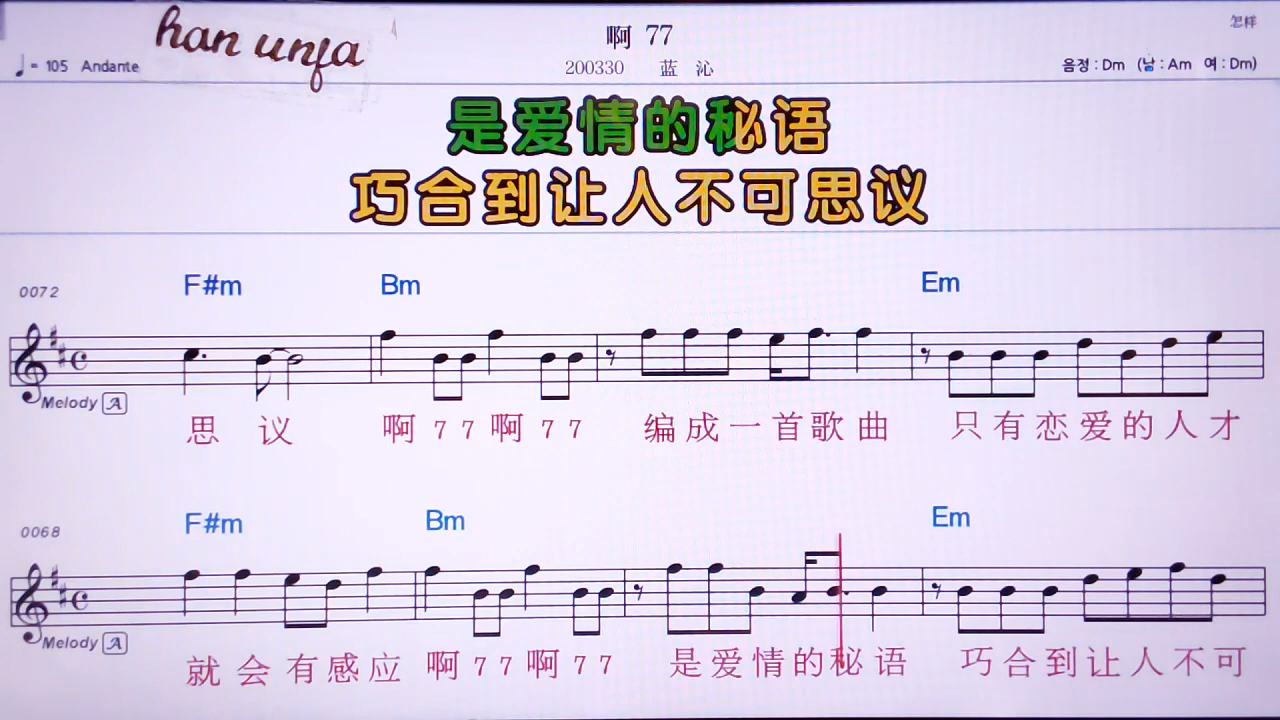 han unfa
啊 77
怎样
♩= 105 Andante
200330 蓝 沁
음정 : Dm (남 : Am 여 : Dm)
是爱情的秘语
巧合到让人不可思议
0072 F#m Bm Em
Melody A
思 议 啊 7 7 啊 7 7 编 成 一 首 歌 曲 只 有 恋 爱 的 人 才
0068 F#m Bm Em
Melody A
就 会 有 感 应 啊 7 7 啊 7 7 是 爱 情 的 秘 语 巧 合 到 让 人 不 可